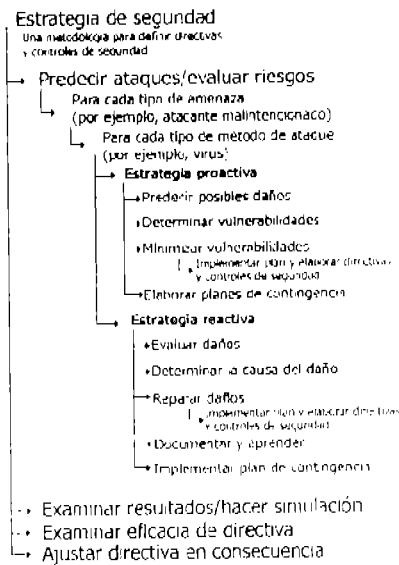 Estrategia de seguridad
Una metodología para definir directivas
y controles de seguridad
Predecir ataques/evaluar riesgos
Para cada tipo de amenaza
(por ejemplo, atacante malintencionaco)
Para cada tipo de método de ataque
(por ejemplo, virus)
Estrategia proactiva
Predecir posibles daños
Determinar vulnerabilidades
Minimizar vulnerabilidades
Implementar plan y elaborar directivas
y controles de seguridad
Elaborar planes de contingencia
Estrategia reactiva
Evaluar daños
Determinar la causa del daño
Reparar daños
Implementar plan y elaborar directivas
y controles de seguridad
Documentar y aprender
Implementar plan de contingencia
Examinar resultados/hacer simulación
Examinar eficacia de directiva
Ajustar directiva en consecuencia